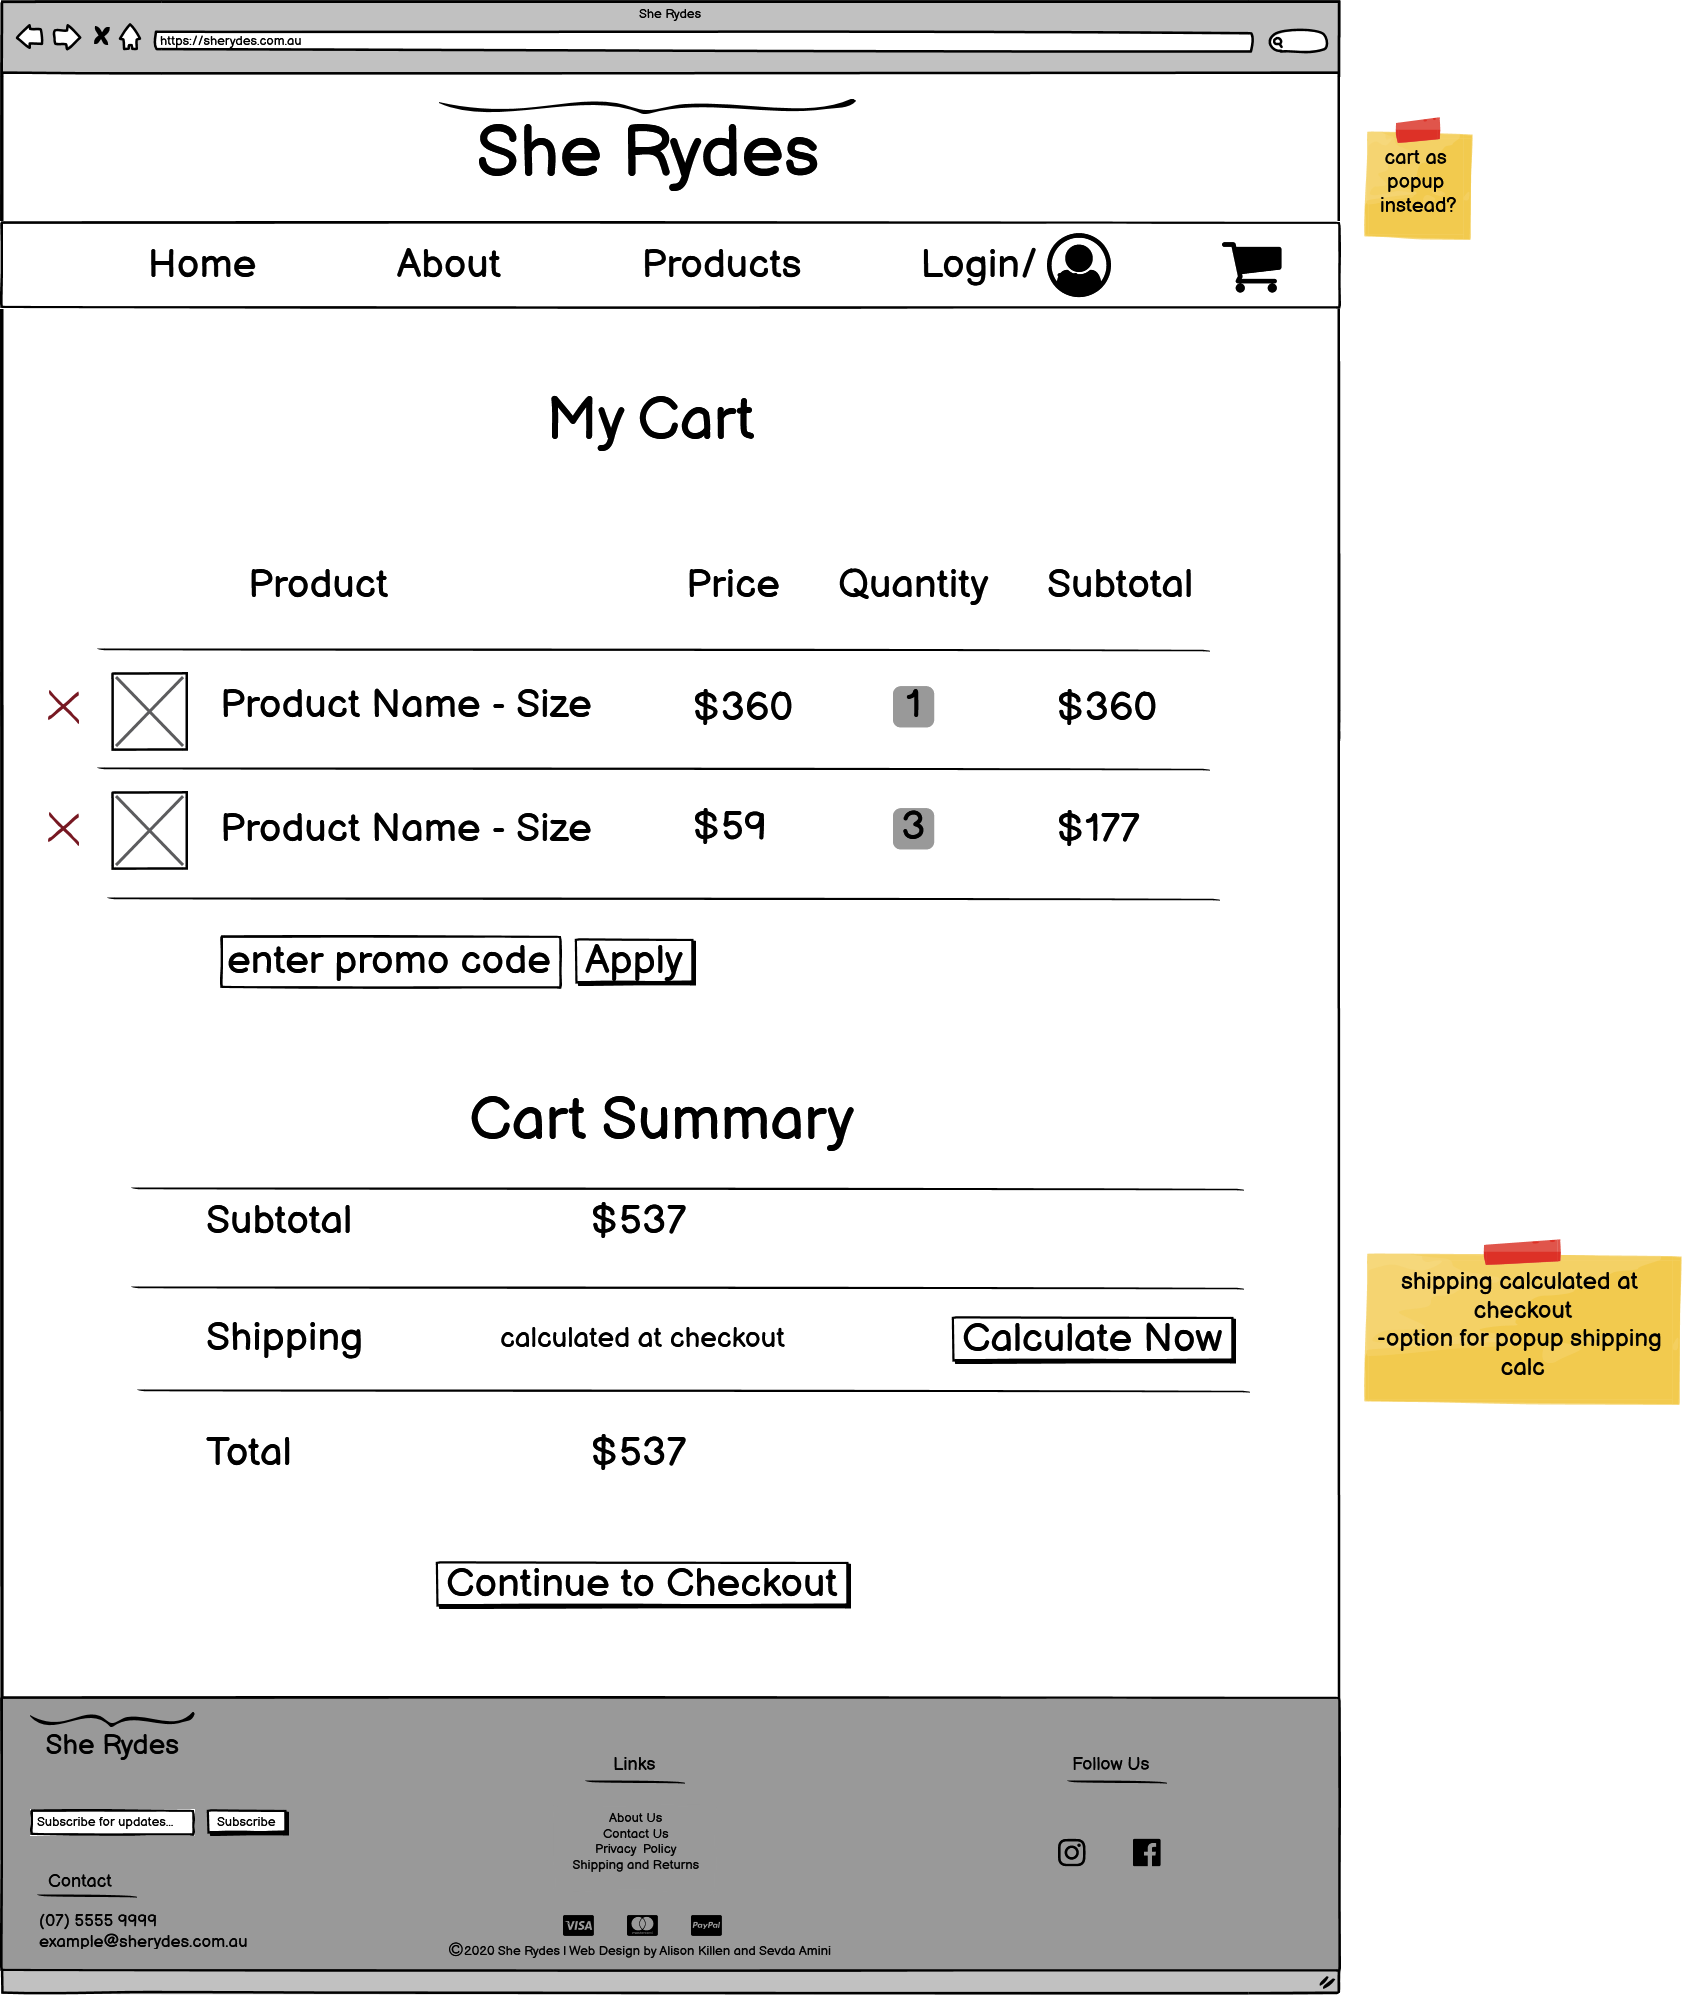 She Rydes
https://sherydes.com.au
She Rydes
cart as
popup
instead?
Home About Products Login/
My Cart
Product Price Quantity Subtotal
Product Name - Size $360 1 $360
Product Name - Size $59 3 $177
enter promo code Apply
Cart Summary
Subtotal $537
shipping calculated at
checkout
-option for popup shipping
calc
Shipping calculated at checkout Calculate Now
Total $537
Continue to Checkout
She Rydes
Subscribe for updates... Subscribe
Contact
(07) 5555 9999
example@sherydes.com.au
Links
About Us
Contact Us
Privacy Policy
Shipping and Returns
Follow Us
VISA PayPal
©2020 She Rydes | Web Design by Alison Killen and Sevda Amini